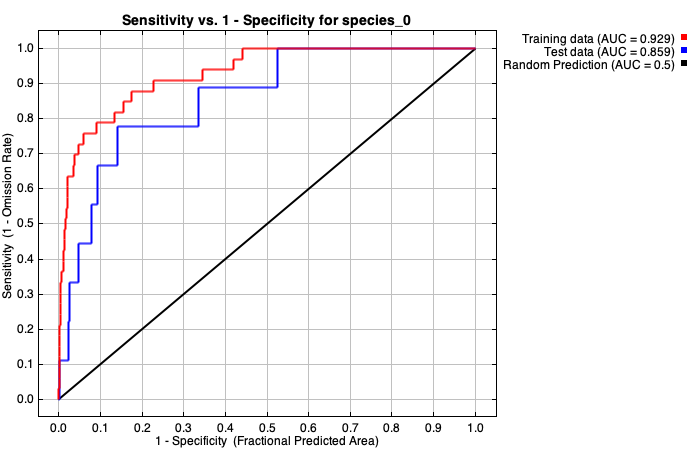 Sensitivity vs. 1 - Specificity for species_0
Training data (AUC = 0.929)
Test data (AUC = 0.859)
Random Prediction (AUC = 0.5)
Sensitivity (1 - Omission Rate)
1.0
0.9
0.8
0.7
0.6
0.5
0.4
0.3
0.2
0.1
0.0
0.0 0.1 0.2 0.3 0.4 0.5 0.6 0.7 0.8 0.9 1.0
1 - Specificity (Fractional Predicted Area)